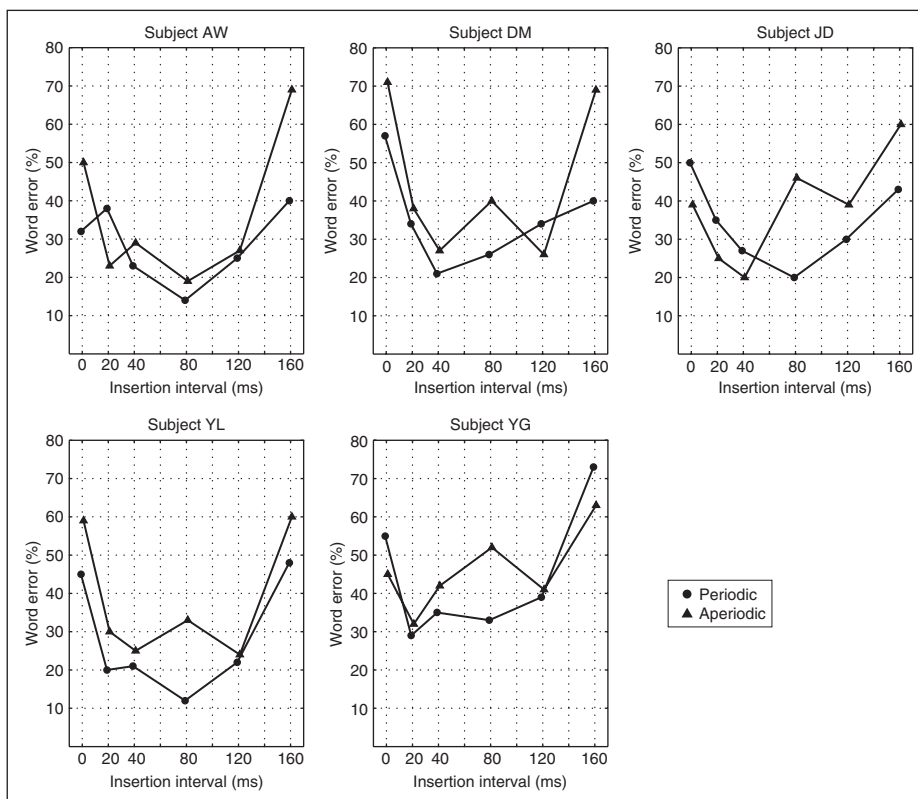 Subject AW
80
70
60
50
40
30
20
10
Word error (%)
0 20 40 80 120 160
Insertion interval (ms)
Subject DM
80
70
60
50
40
30
20
10
Word error (%)
0 20 40 80 120 160
Insertion interval (ms)
Subject JD
80
70
60
50
40
30
20
10
Word error (%)
0 20 40 80 120 160
Insertion interval (ms)
Subject YL
80
70
60
50
40
30
20
10
Word error (%)
0 20 40 80 120 160
Insertion interval (ms)
Subject YG
80
70
60
50
40
30
20
10
Word error (%)
0 20 40 80 120 160
Insertion interval (ms)
Periodic
Aperiodic